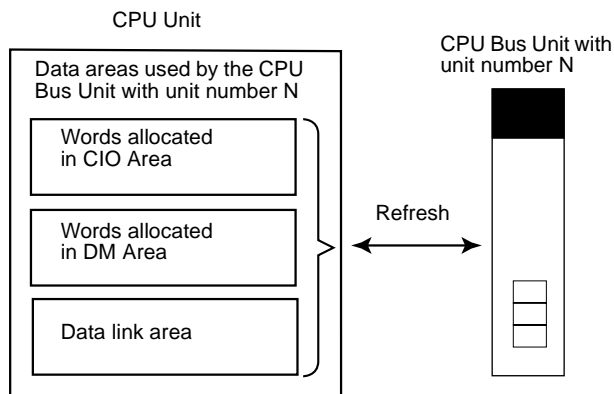 CPU Unit
Data areas used by the CPU
Bus Unit with unit number N
Words allocated
in CIO Area
Words allocated
in DM Area
Data link area
Refresh
CPU Bus Unit with
unit number N